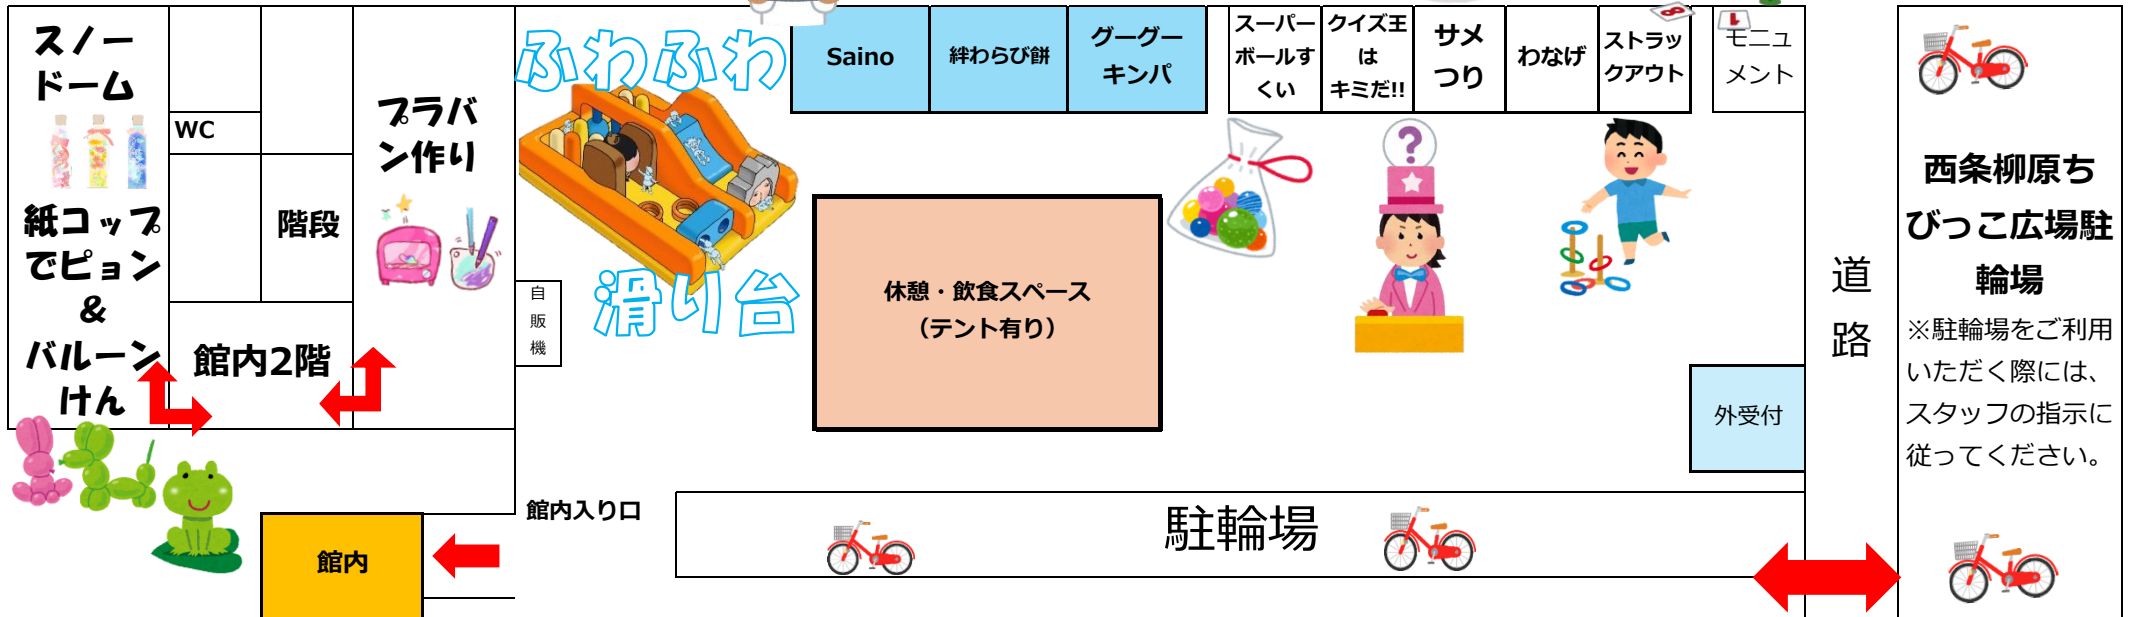 スノー
ドーム
紙コップ
でピョン
&
バルーン
けん
WC
階段
館内2階
プラバ
ン作り
自
販
機
ふわふわ
滑り台
Saino
絆わらび餅
グーグー
キンパ
スーパー
ボールす
くい
クイズ王
は
キミだ!!
サメ
つり
わなげ
ストラッ
クアウト
8
1
モニュ
メント
?
休憩・飲食スペース
（テント有り）
外受付
館内入り口
館内
駐輪場
道
路
西条柳原ち
びっこ広場駐
輪場
※駐輪場をご利用
いただく際には、
スタッフの指示に
従ってください。